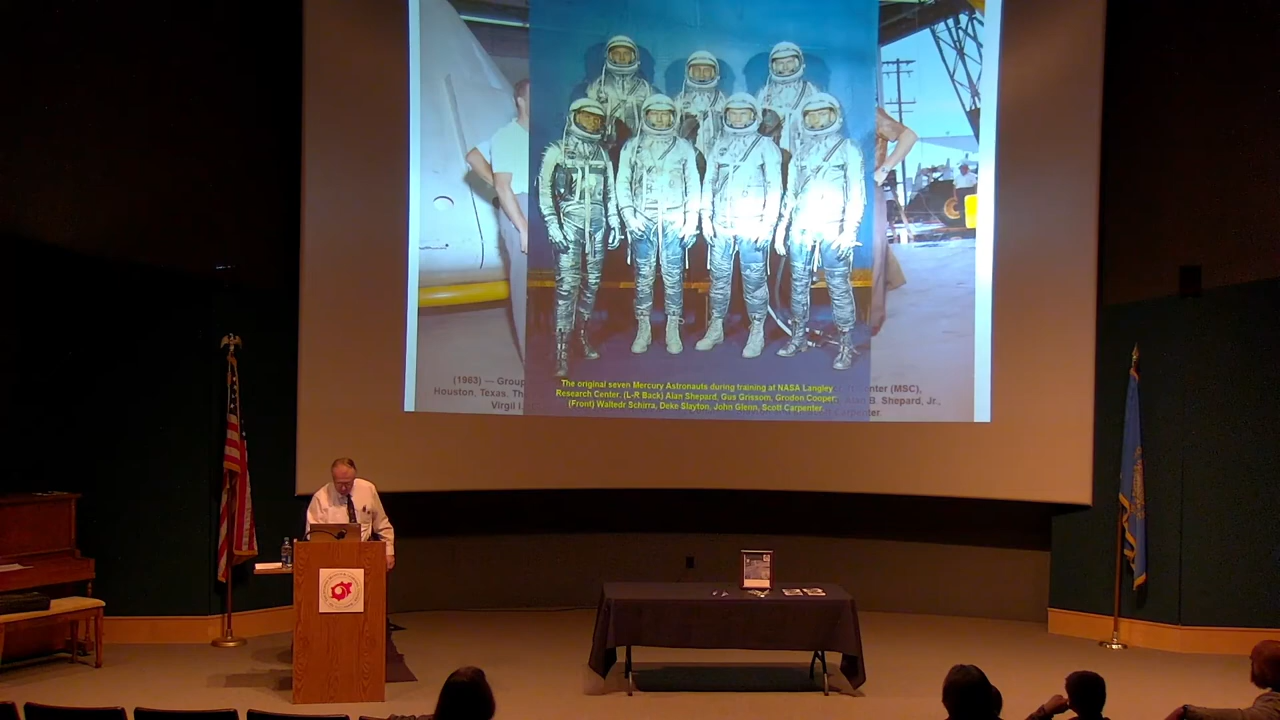 (1963) — Group
Houston, Texas. Th
Virgil I.
The original seven Mercury Astronauts during training at NASA Langley
Research Center. (L-R Back) Alan Shepard, Gus Grissom, Grodon Cooper;
(Front) Waltedr Schirra, Deke Slayton, John Glenn, Scott Carpenter.
nter (MSC),
B. Shepard, Jr.,
Carpenter.